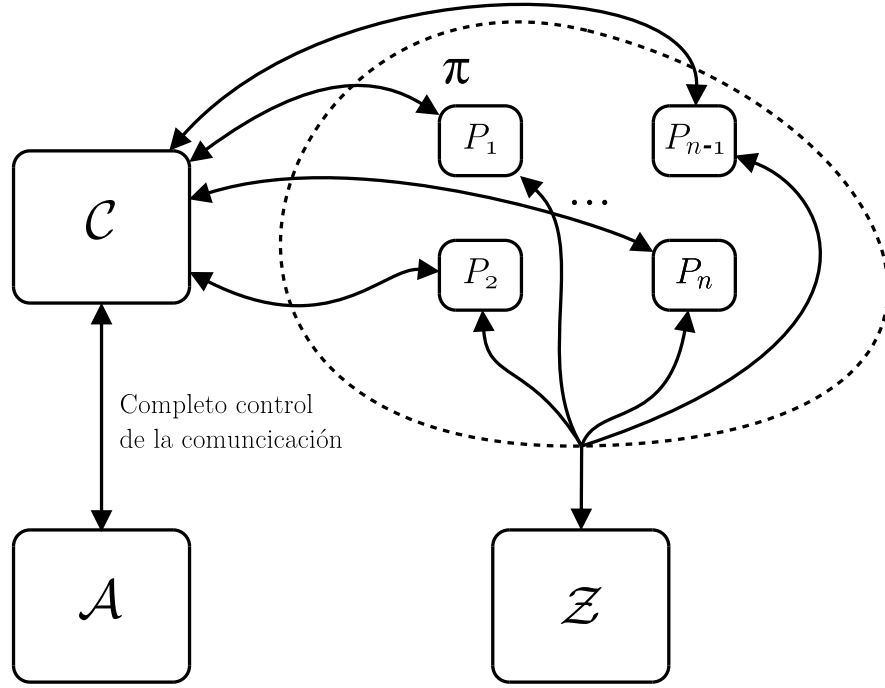 π
P₁
Pₙ₋₁
𝒞
...
P₂
Pₙ
Completo control
de la comuncicación
𝒜
𝒵